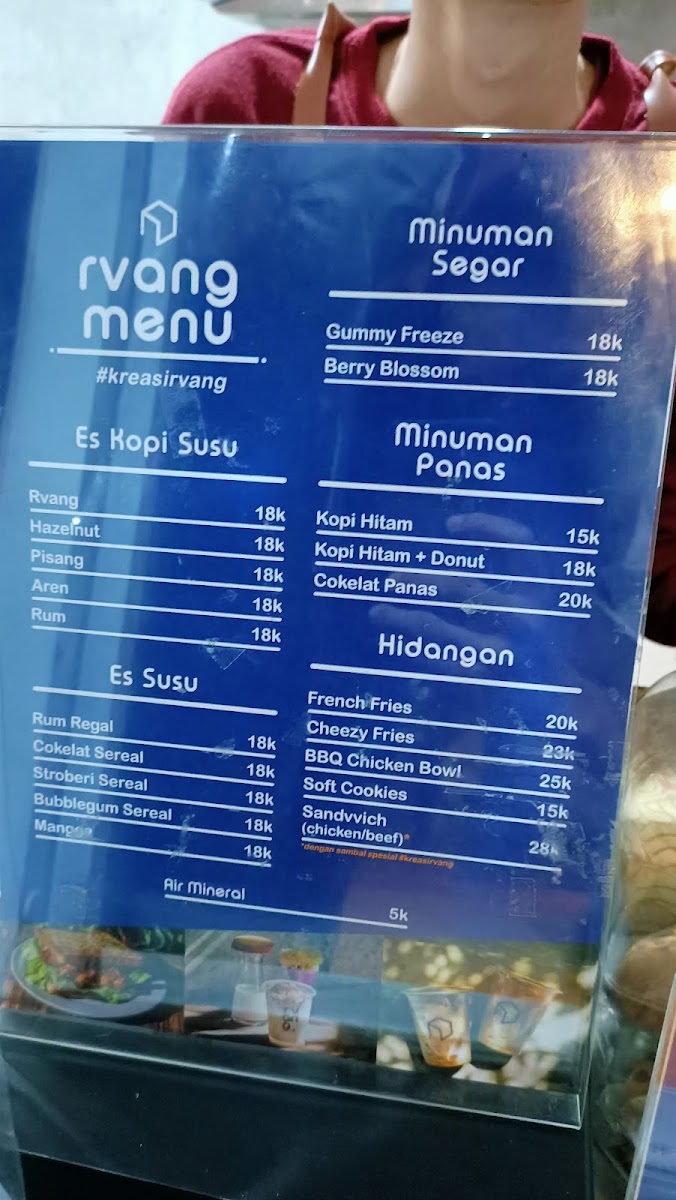 rvang
menu
#kreasirvang
Es Kopi Susu
Rvang 18k
Hazelnut 18k
Pisang 18k
Aren 18k
Rum 18k
Es Susu
Rum Regal 18k
Cokelat Sereal 18k
Stroberi Sereal 18k
Bubblegum Sereal 18k
18k
Minuman
Segar
Gummy Freeze 18k
Berry Blossom 18k
Minuman
Panas
Kopi Hitam 15k
Kopi Hitam + Donut 18k
Cokelat Panas 20k
Hidangan
French Fries 20k
Cheezy Fries 23k
BBQ Chicken Bowl 25k
Soft Cookies 15k
Sandvvich
(chicken/beef)* 28k
*dengan sambal spesial #kreasirvang
Air Mineral 5k